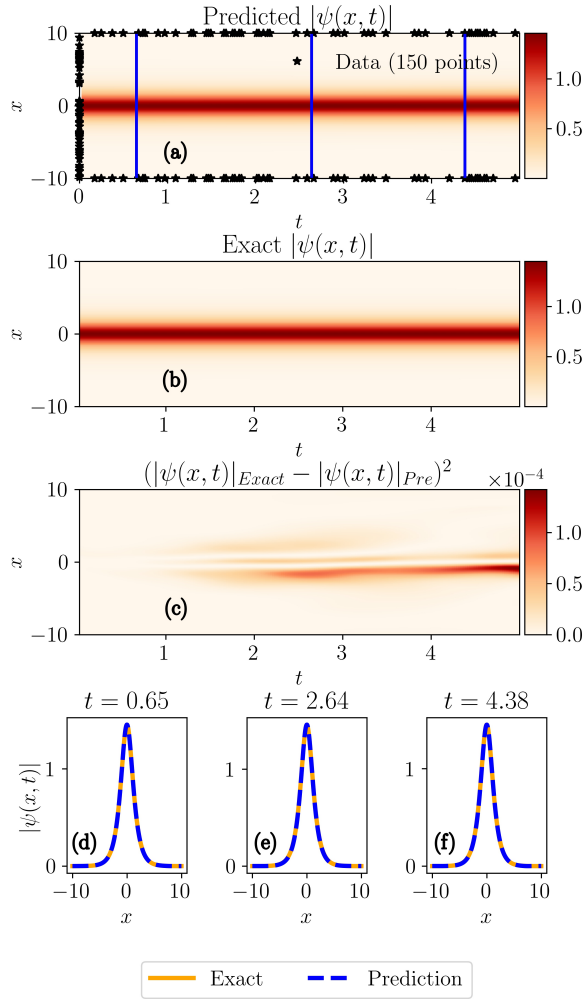 Predicted |ψ(x, t)|
10
0
−10
x
Data (150 points)
(a)
0 1 2 3 4
t
1.0
0.5
Exact |ψ(x, t)|
10
0
−10
x
(b)
1 2 3 4
t
1.0
0.5
(|ψ(x, t)|Exact − |ψ(x, t)|Pre)²
×10−4
10
0
−10
x
(c)
1 2 3 4
t
1.0
0.5
0.0
t = 0.65 t = 2.64 t = 4.38
|ψ(x, t)|
1 1 1
0 0 0
(d) (e) (f)
−10 0 10 −10 0 10 −10 0 10
x x x
Exact Prediction